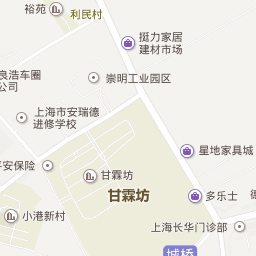 裕苑
利民村
挺力家居
建材市场
良浩车圈
公司
崇明工业园区
上海市安瑞德
进修学校
星地家具城
平安保险
甘霖坊
甘霖坊
多乐士
小港新村
上海长华门诊部
城桥